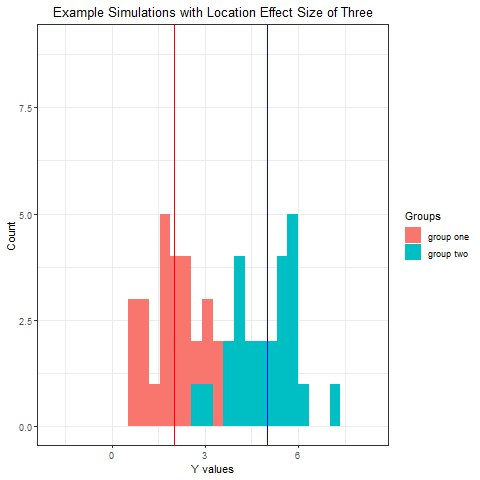 Example Simulations with Location Effect Size of Three
7.5
5.0
2.5
0.0
Count
0 3 6
Y values
Groups
group one
group two